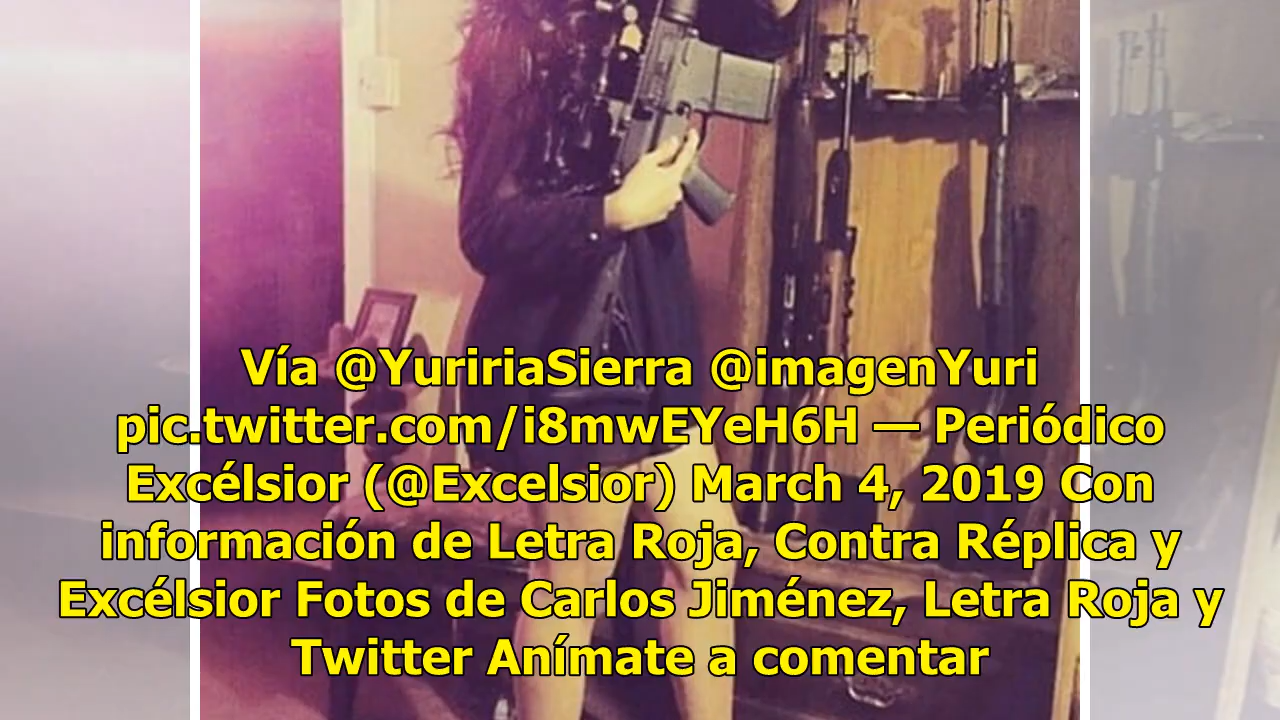 Vía @YuririaSierra @imagenYuri
pic.twitter.com/i8mwEYeH6H — Periódico
Excélsior (@Excelsior) March 4, 2019 Con
información de Letra Roja, Contra Réplica y
Excélsior Fotos de Carlos Jiménez, Letra Roja y
Twitter Anímate a comentar